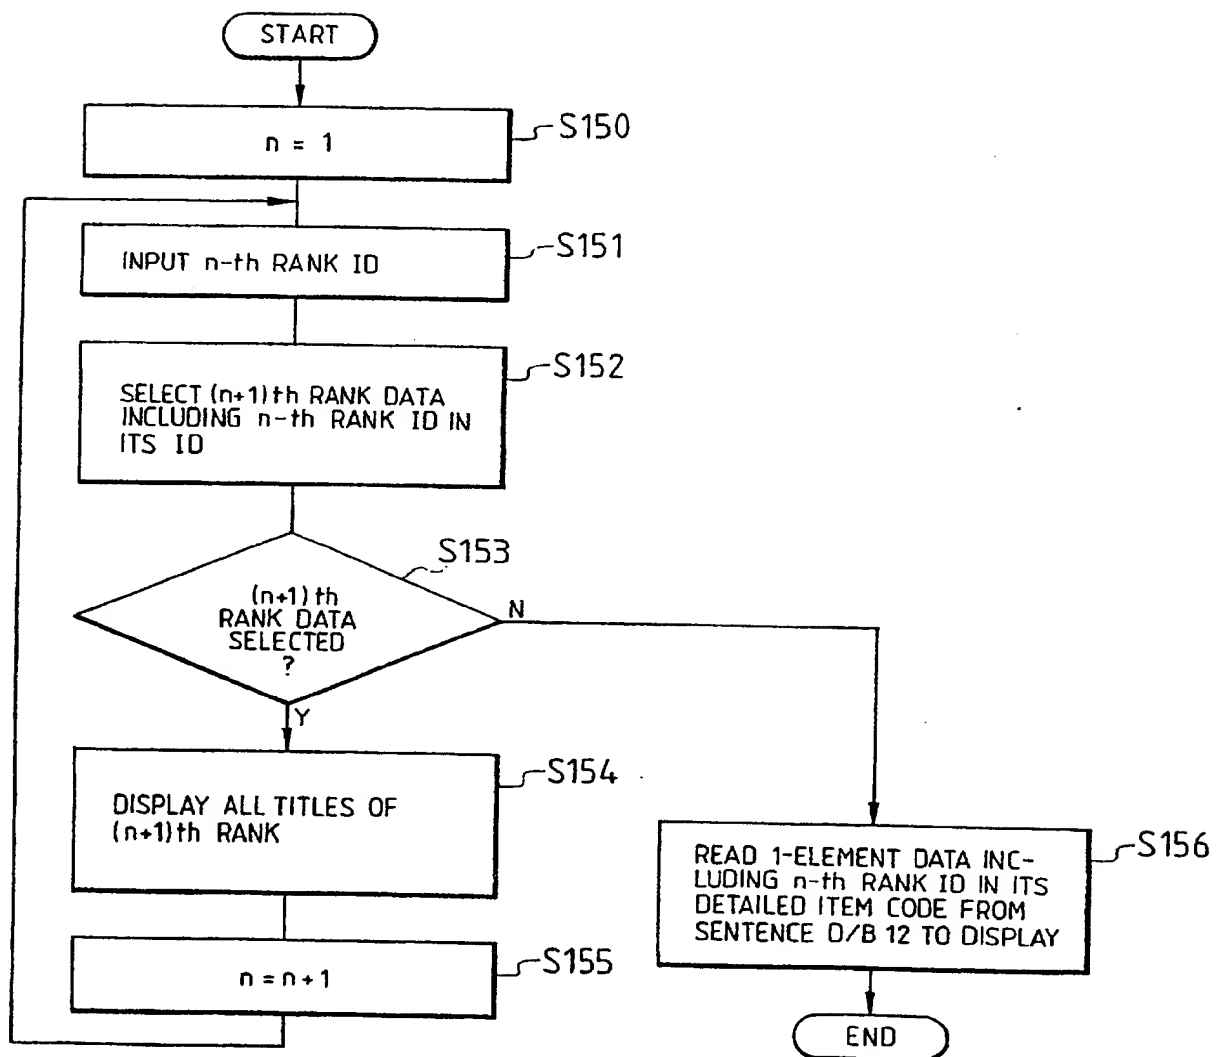 START
n = 1
S150
INPUT n-th RANK ID
S151
SELECT (n+1)th RANK DATA
INCLUDING n-th RANK ID IN
ITS ID
S152
(n+1)th
RANK DATA
SELECTED
?
S153
N
Y
DISPLAY ALL TITLES OF
(n+1)th RANK
S154
n = n+1
S155
READ 1-ELEMENT DATA INC-
LUDING n-th RANK ID IN ITS
DETAILED ITEM CODE FROM
SENTENCE D/B 12 TO DISPLAY
S156
END